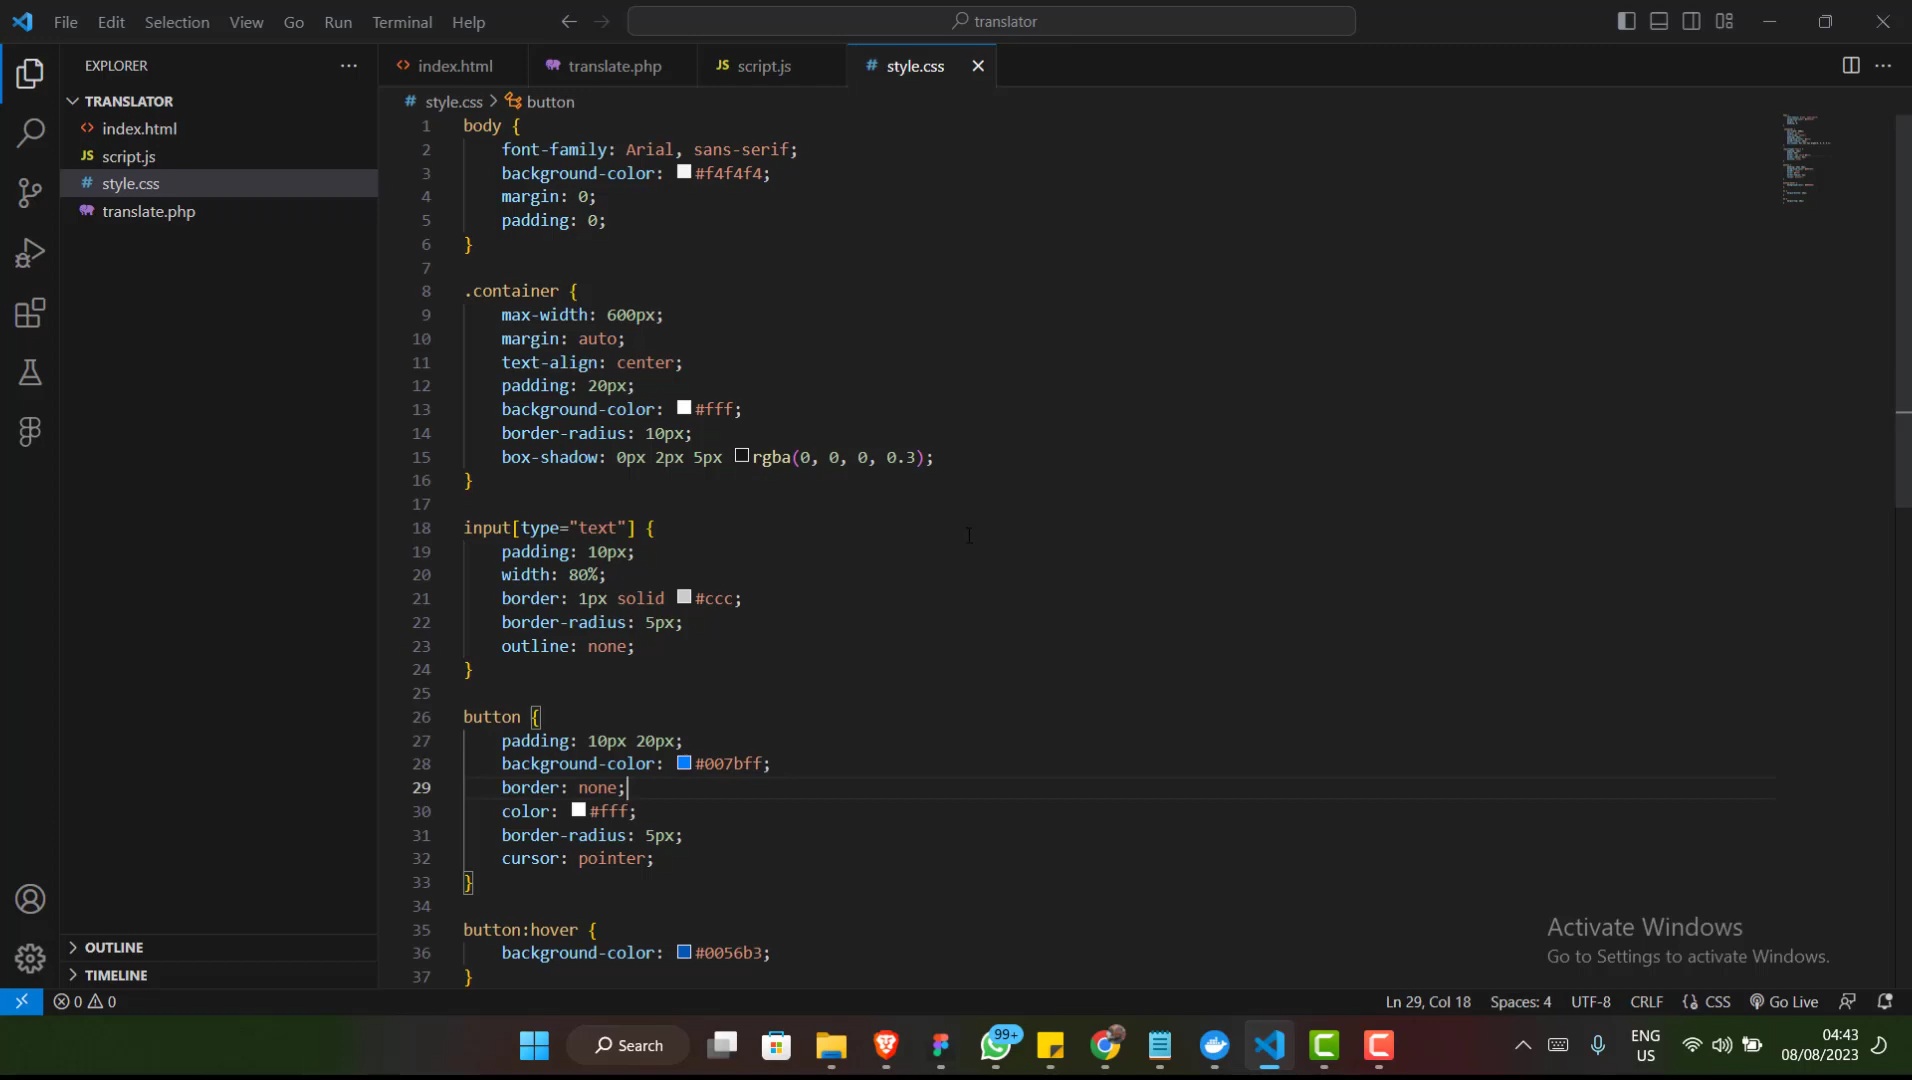 File Edit Selection View Go Run Terminal Help
translator
EXPLORER
index.html
translate.php
script.js
style.css
TRANSLATOR
index.html
script.js
style.css
translate.php
OUTLINE
TIMELINE
style.css > button
1 body {
2 font-family: Arial, sans-serif;
3 background-color: #f4f4f4;
4 margin: 0;
5 padding: 0;
6 }
7
8 .container {
9 max-width: 600px;
10 margin: auto;
11 text-align: center;
12 padding: 20px;
13 background-color: #fff;
14 border-radius: 10px;
15 box-shadow: 0px 2px 5px rgba(0, 0, 0, 0.3);
16 }
17
18 input[type="text"] {
19 padding: 10px;
20 width: 80%;
21 border: 1px solid #ccc;
22 border-radius: 5px;
23 outline: none;
24 }
25
26 button {
27 padding: 10px 20px;
28 background-color: #007bff;
29 border: none;
30 color: #fff;
31 border-radius: 5px;
32 cursor: pointer;
33 }
34
35 button:hover {
36 background-color: #0056b3;
37 }
Activate Windows
Go to Settings to activate Windows.
0 0
Ln 29, Col 18 Spaces: 4 UTF-8 CRLF {} CSS Go Live
Search
99+
ENG
US
04:43
08/08/2023